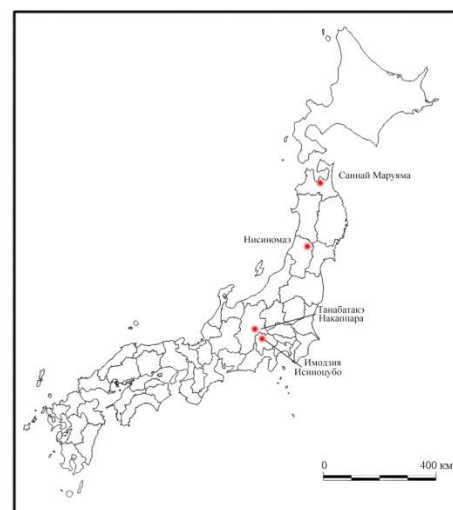 Саннай Маруяма
Нисиномаэ
Танабатакэ
Накаппара
Имодзия
Исиноцубо
0 400 км